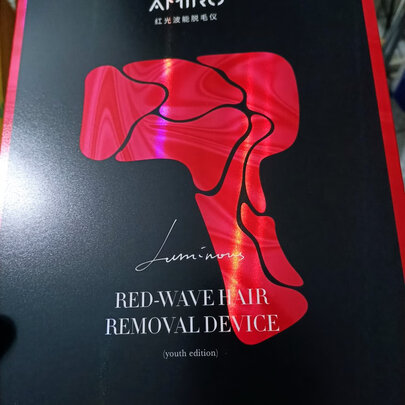 AMIRO
红光波能脱毛仪
Luminous
RED-WAVE HAIR
REMOVAL DEVICE
(youth edition)